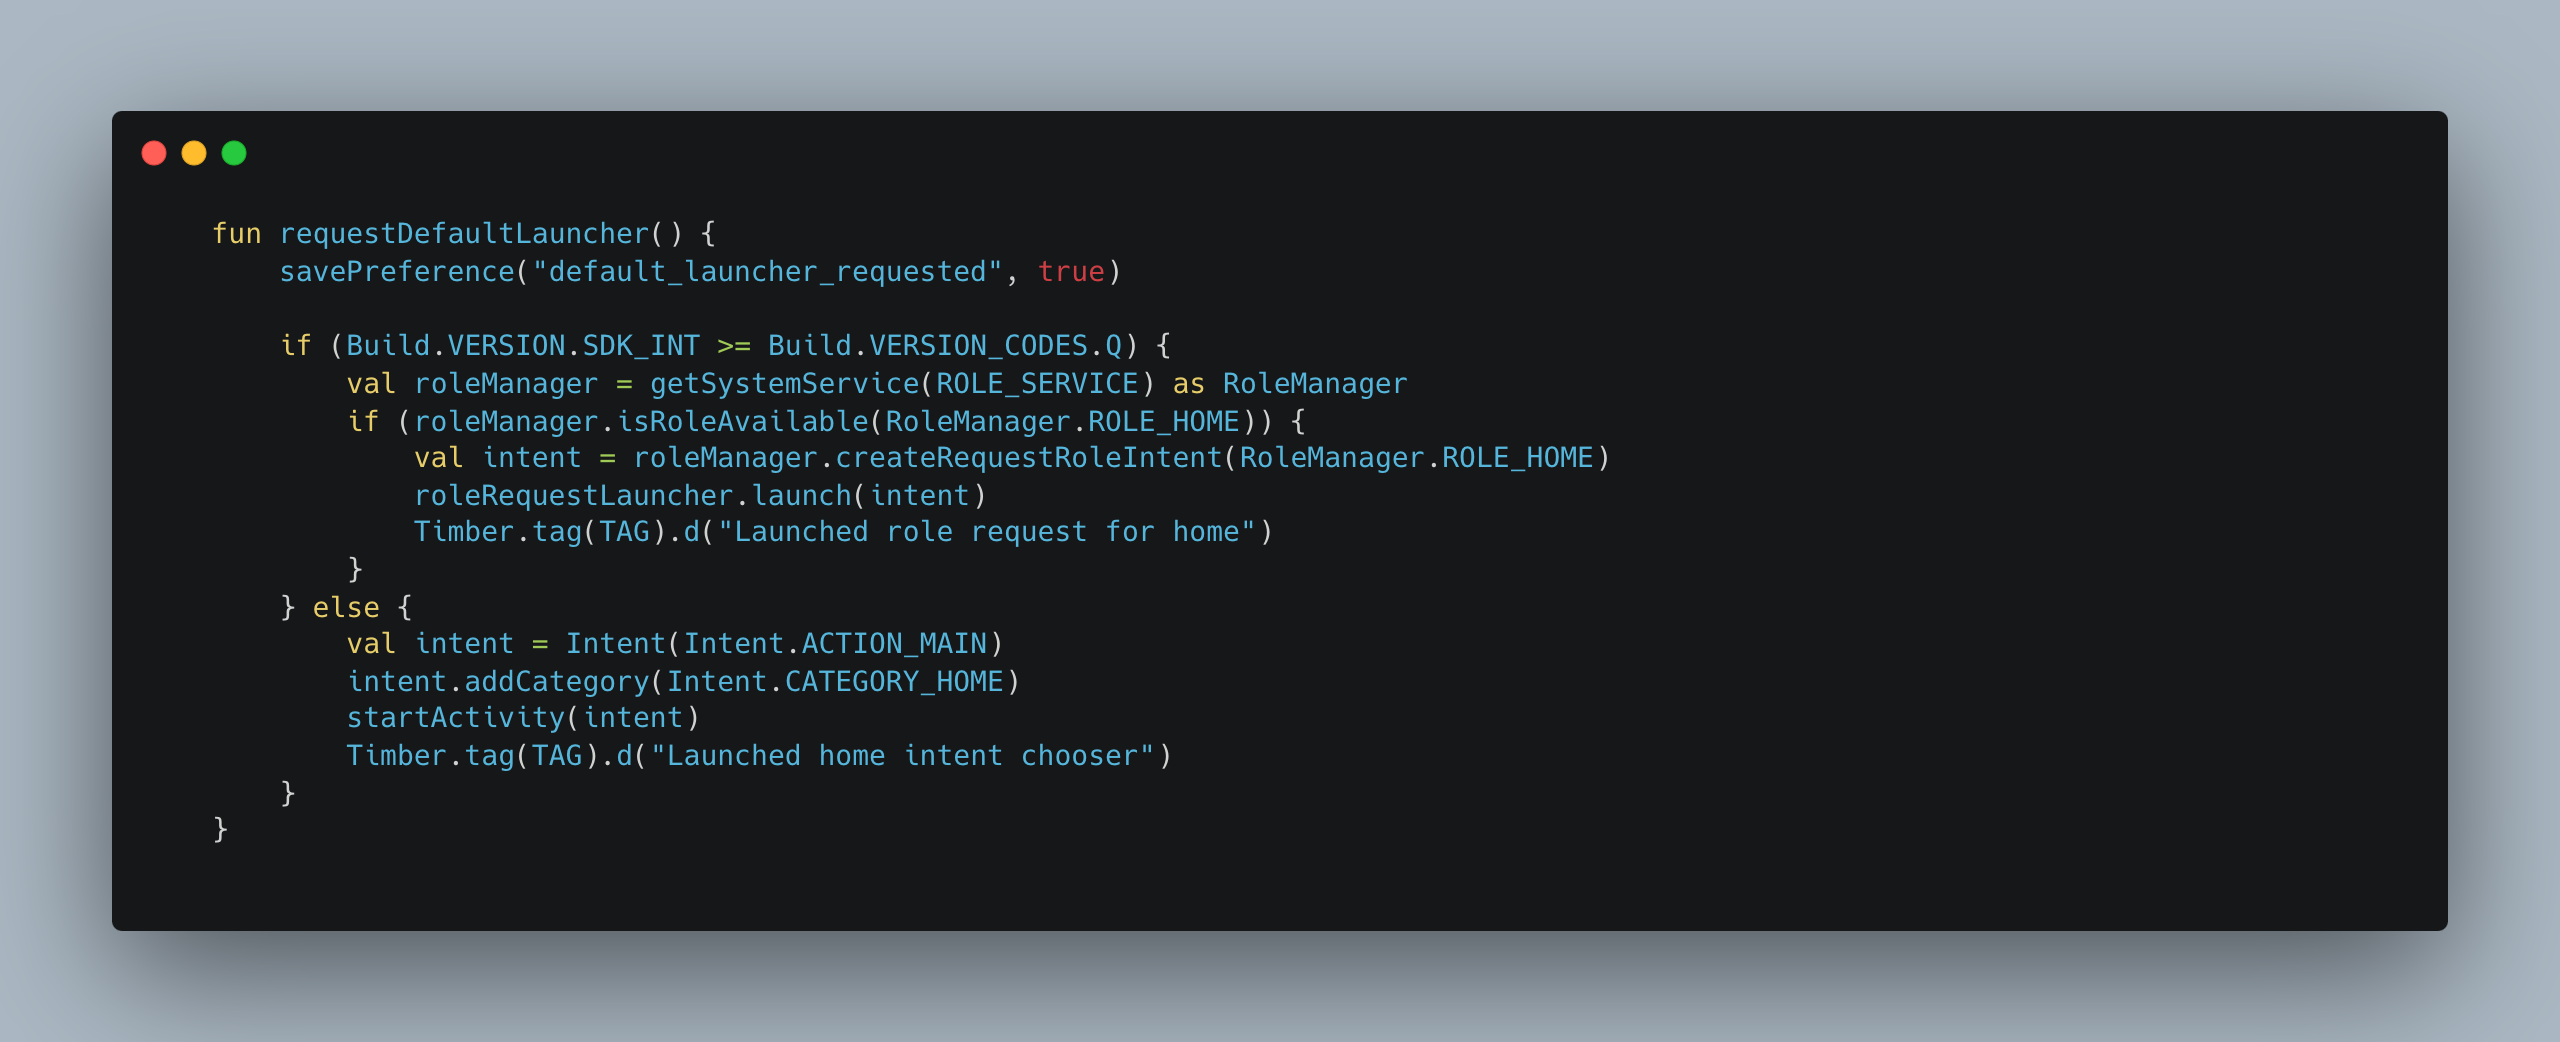 fun requestDefaultLauncher() {
    savePreference("default_launcher_requested", true)

    if (Build.VERSION.SDK_INT >= Build.VERSION_CODES.Q) {
        val roleManager = getSystemService(ROLE_SERVICE) as RoleManager
        if (roleManager.isRoleAvailable(RoleManager.ROLE_HOME)) {
            val intent = roleManager.createRequestRoleIntent(RoleManager.ROLE_HOME)
            roleRequestLauncher.launch(intent)
            Timber.tag(TAG).d("Launched role request for home")
        }
    } else {
        val intent = Intent(Intent.ACTION_MAIN)
        intent.addCategory(Intent.CATEGORY_HOME)
        startActivity(intent)
        Timber.tag(TAG).d("Launched home intent chooser")
    }
}